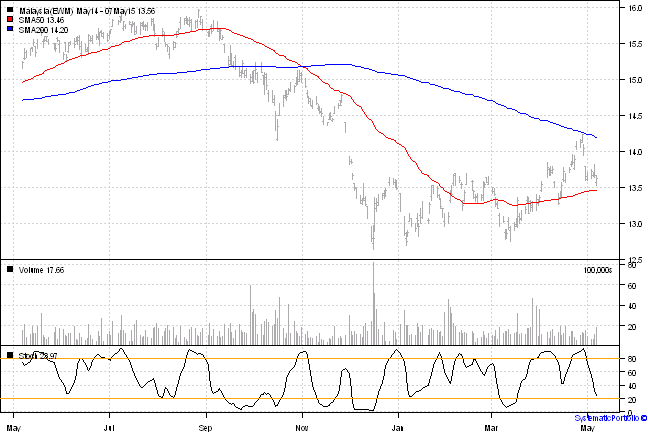 Malaysia(EWM) May14 - 07May15 13.56
SMA50 13.46
SMA200 14.20
16.0
15.5
15.0
14.5
14.0
13.5
13.0
12.5
Volume 17.66
100,000s
80
60
40
20
80
60
40
20
0
May
Jul
Sep
Nov
Jan
Mar
May
SystematicPortfolio ©